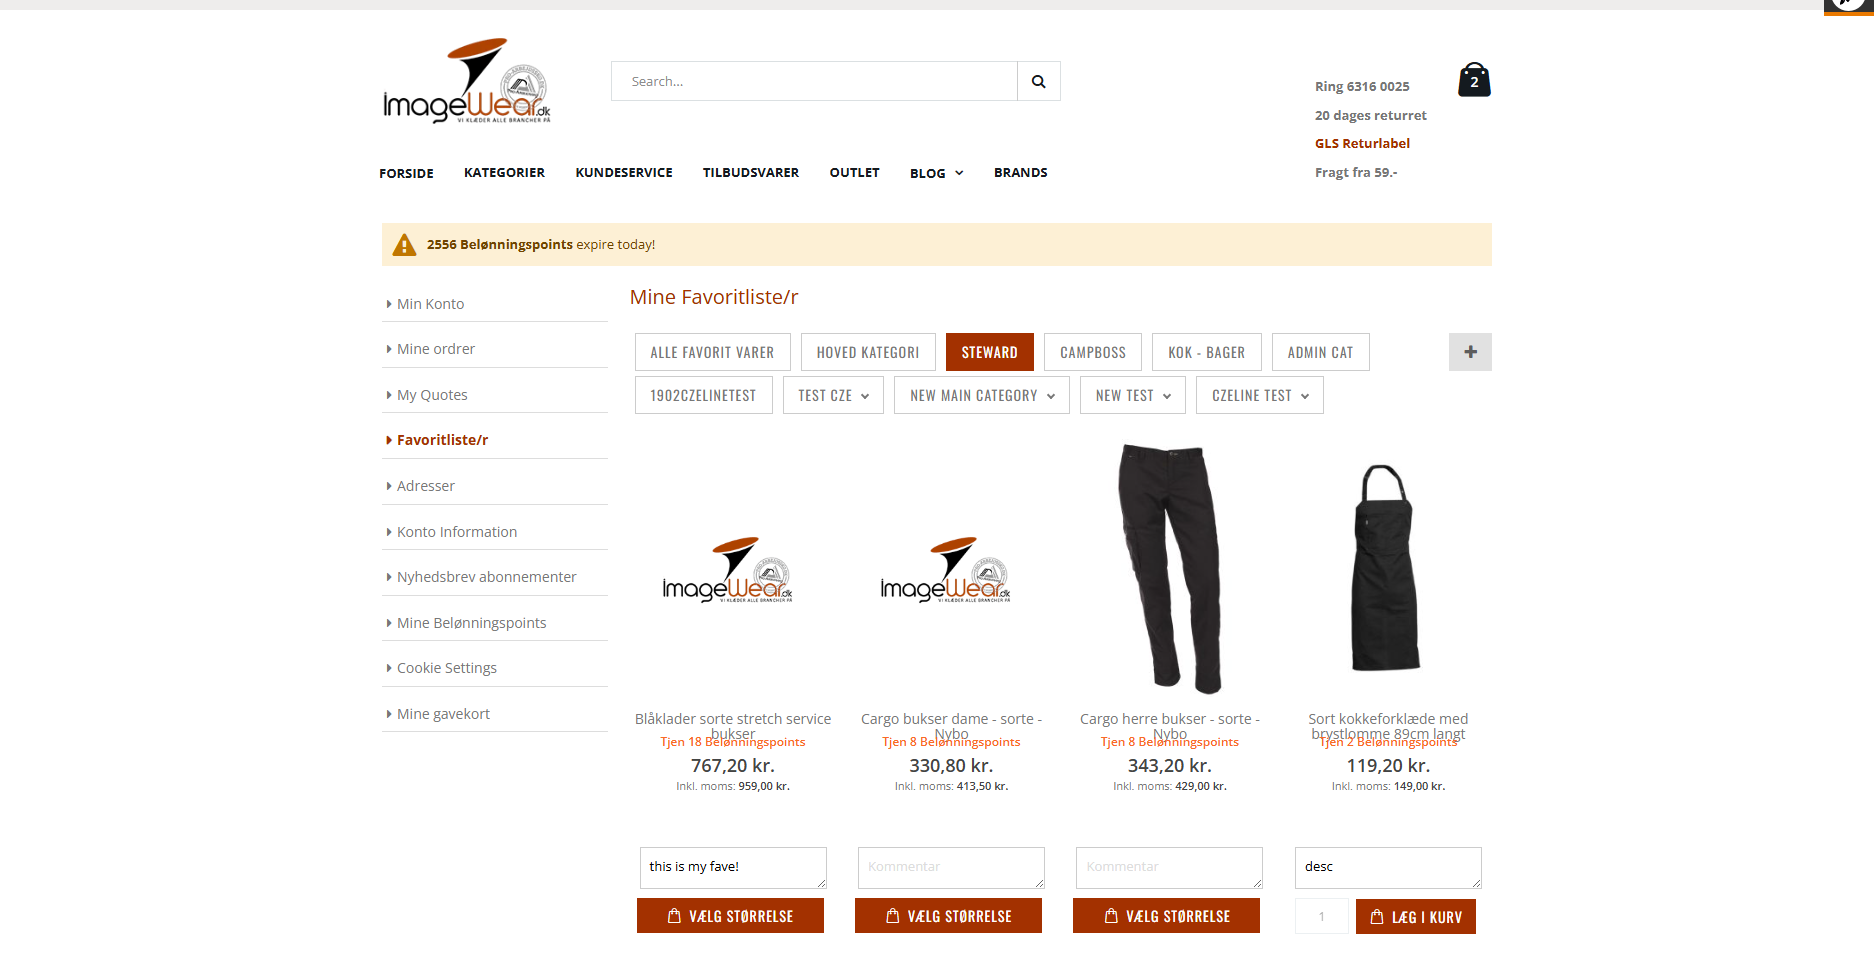 imageWear.dk
VI KLÆDER ALLE BRANCHER PÅ
Search...
2
Ring 6316 0025
20 dages returret
GLS Returlabel
Fragt fra 59.-
FORSIDE KATEGORIER KUNDESERVICE TILBUDSVARER OUTLET BLOG BRANDS
2556 Belønningspoints expire today!
Min Konto
Mine ordrer
My Quotes
Favoritliste/r
Adresser
Konto Information
Nyhedsbrev abonnementer
Mine Belønningspoints
Cookie Settings
Mine gavekort
Mine Favoritliste/r
ALLE FAVORIT VARER HOVED KATEGORI STEWARD CAMPBOSS KOK - BAGER ADMIN CAT
1902CZELINETEST TEST CZE NEW MAIN CATEGORY NEW TEST CZELINE TEST
imageWear.dk
VI KLÆDER ALLE BRANCHER PÅ
Blåklader sorte stretch service
bukser
Tjen 18 Belønningspoints
767,20 kr.
Inkl. moms: 959,00 kr.
this is my fave!
VÆLG STØRRELSE
imageWear.dk
VI KLÆDER ALLE BRANCHER PÅ
Cargo bukser dame - sorte -
Nybo
Tjen 8 Belønningspoints
330,80 kr.
Inkl. moms: 413,50 kr.
Kommentar
VÆLG STØRRELSE
Cargo herre bukser - sorte -
Nybo
Tjen 8 Belønningspoints
343,20 kr.
Inkl. moms: 429,00 kr.
Kommentar
VÆLG STØRRELSE
Sort kokkeforklæde med
brystlomme 89cm langt
Tjen 2 Belønningspoints
119,20 kr.
Inkl. moms: 149,00 kr.
desc
1
LÆG I KURV